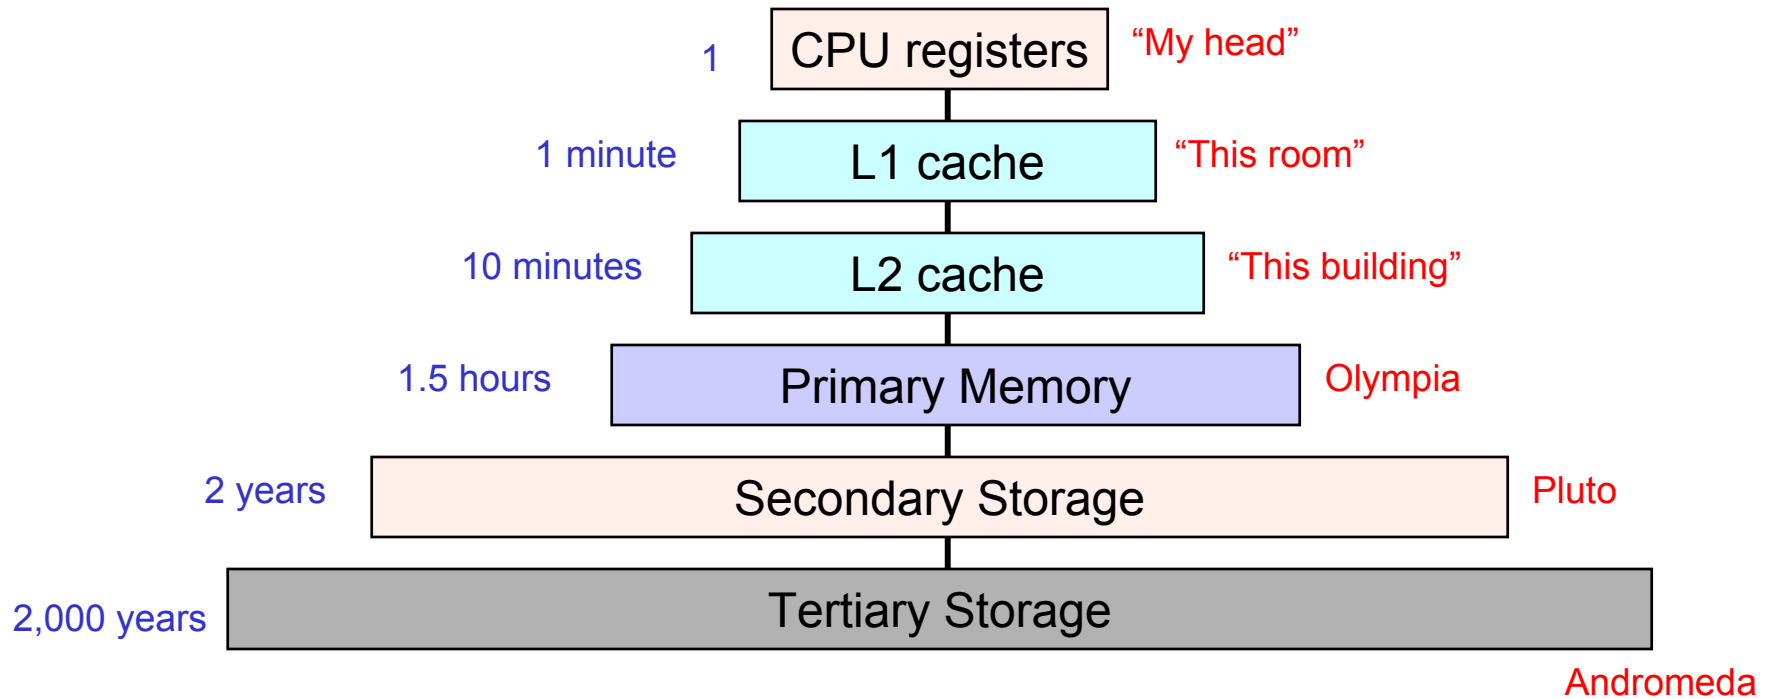 1 CPU registers “My head”
1 minute L1 cache “This room”
10 minutes L2 cache “This building”
1.5 hours Primary Memory Olympia
2 years Secondary Storage Pluto
2,000 years Tertiary Storage
Andromeda